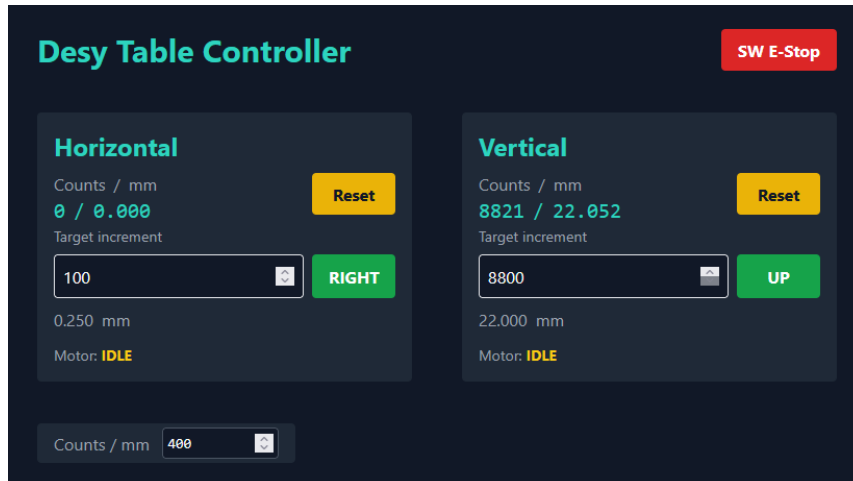 Desy Table Controller
SW E-Stop
Horizontal
Counts / mm
0 / 0.000
Reset
Target increment
100
RIGHT
0.250 mm
Motor: IDLE
Vertical
Counts / mm
8821 / 22.052
Reset
Target increment
8800
UP
22.000 mm
Motor: IDLE
Counts / mm 400